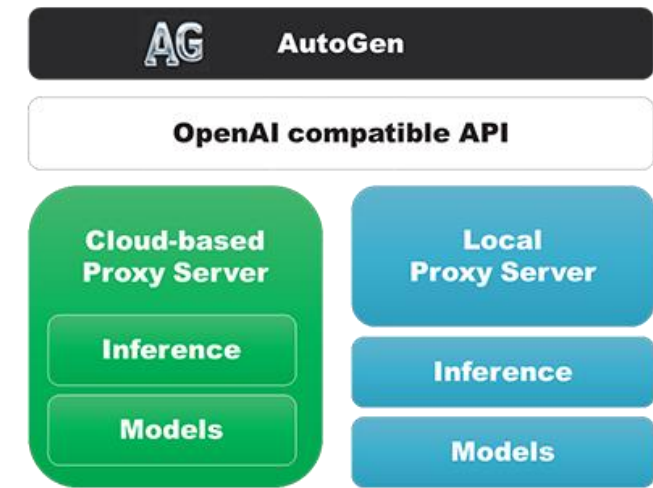 AG AutoGen
OpenAI compatible API
Cloud-based
Proxy Server
Inference
Models
Local
Proxy Server
Inference
Models